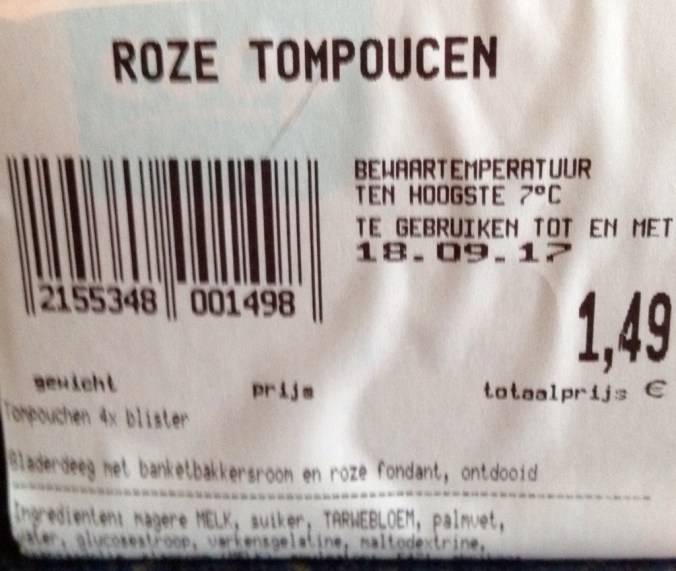 ROZE TOMPOUCEN
BEWAARTEMPERATUUR
TEN HOOGSTE 7°C
TE GEBRUIKEN TOT EN MET
18.09.17
2155348 001498
1,49
gewicht prijs totaalprijs €
Tompouchen 4x blister
Bladerdeeg met banketbakkersroom en roze fondant, ontdooid
Ingredienten: magere MELK, suiker, TARWEBLOEM, palmvet,
water, glucosestroop, varkensgelatine, maltodextrine,